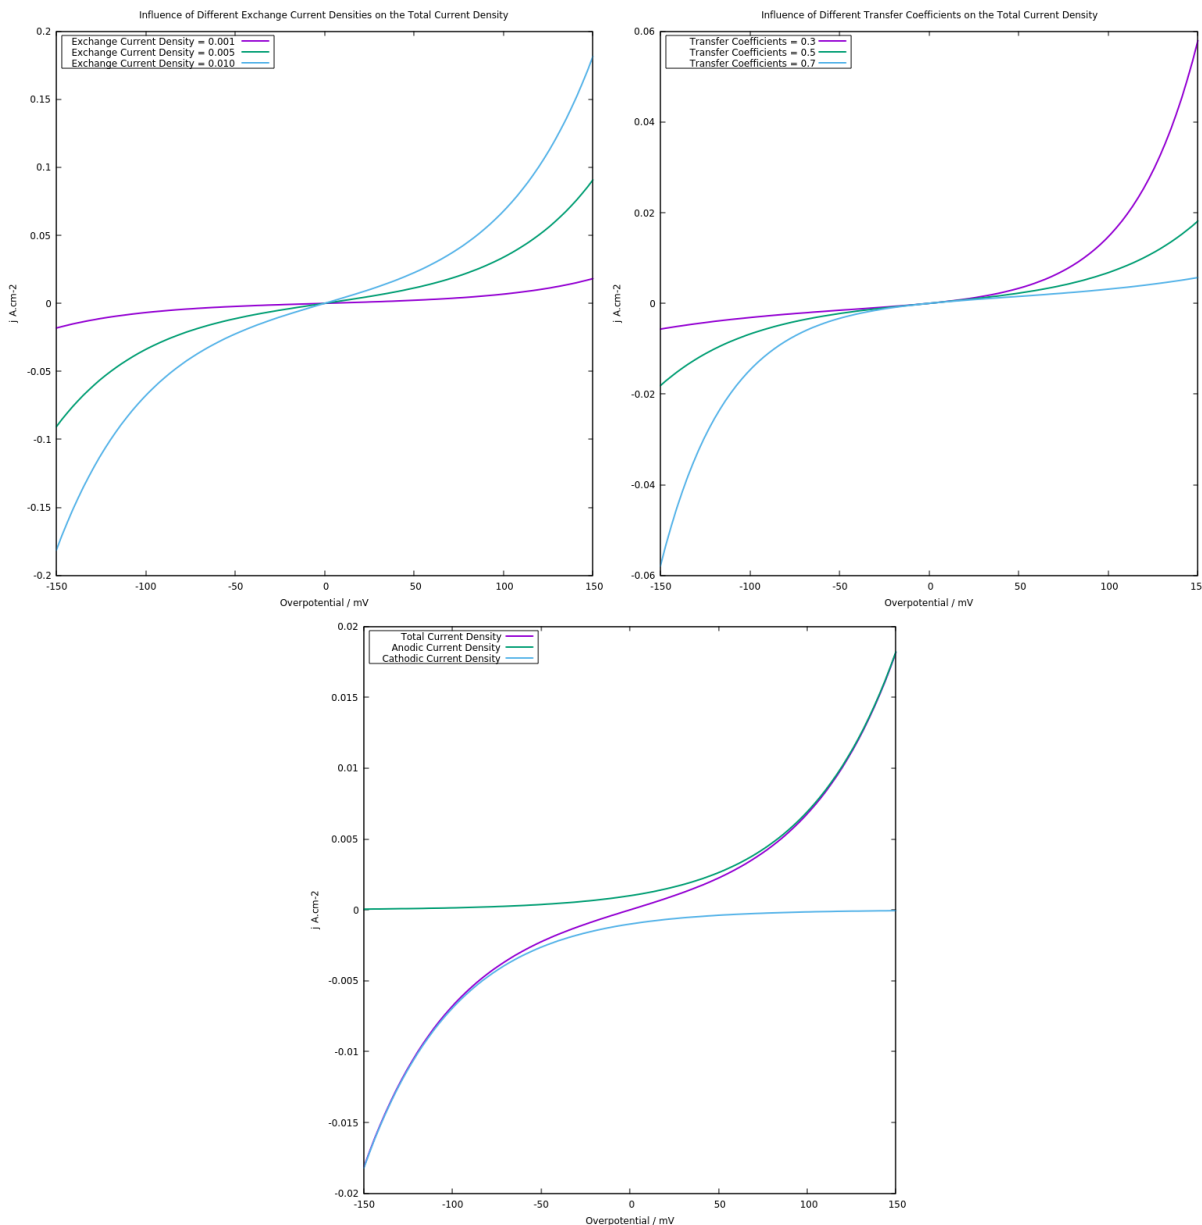 Influence of Different Exchange Current Densities on the Total Current Density
0.2
0.15
0.1
0.05
0
-0.05
-0.1
-0.15
-0.2
j A.cm-2
Exchange Current Density = 0.001
Exchange Current Density = 0.005
Exchange Current Density = 0.010
-150
-100
-50
0
50
100
150
Overpotential / mV
Influence of Different Transfer Coefficients on the Total Current Density
0.06
0.04
0.02
0
-0.02
-0.04
-0.06
j A.cm-2
Transfer Coefficients = 0.3
Transfer Coefficients = 0.5
Transfer Coefficients = 0.7
-150
-100
-50
0
50
100
15
Overpotential / mV
0.02
0.015
0.01
0.005
0
-0.005
-0.01
-0.015
-0.02
j A.cm-2
Total Current Density
Anodic Current Density
Cathodic Current Density
-150
-100
-50
0
50
100
150
Overpotential / mV